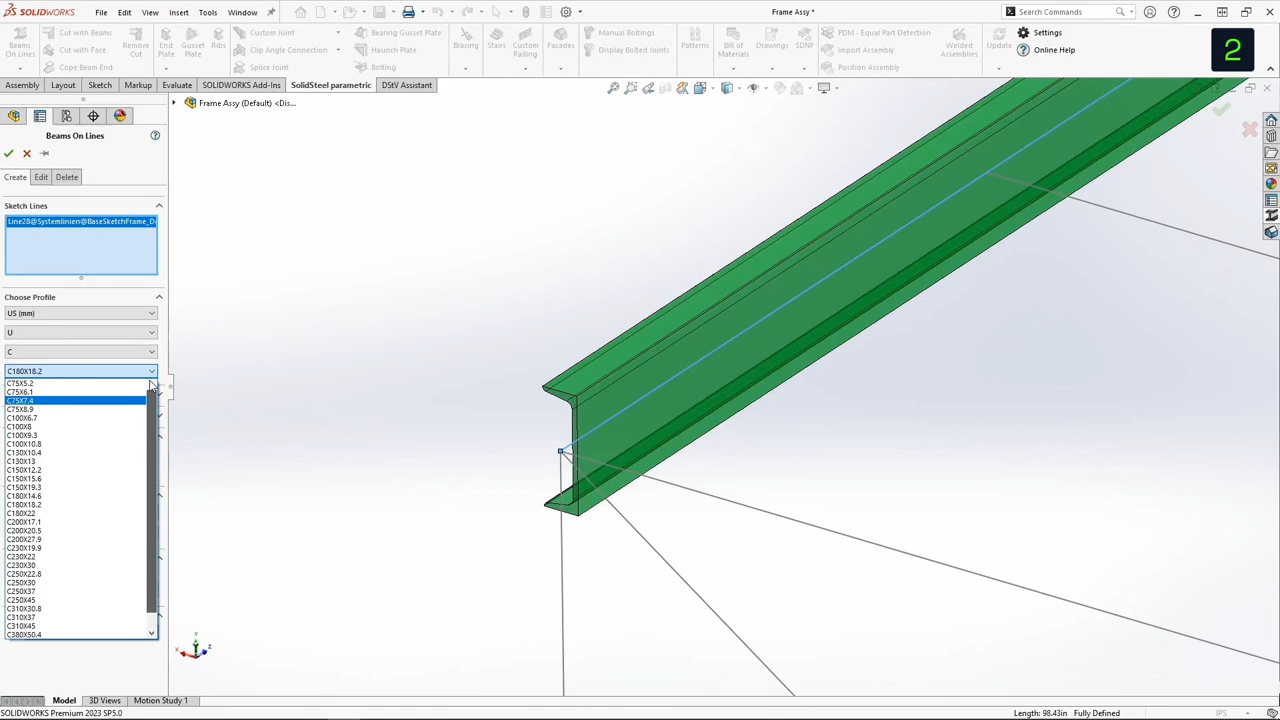 SOLIDWORKS
File
Edit
View
Insert
Tools
Window
Frame Assy *
Search Commands
2
Beams On Lines
Cut with Beams
Cut with Face
Cope Beam End
Remove Cut
End Plate
Gusset Plate
Ribs
Custom Joint
Clip Angle Connection
Splice Joint
Bearing Gusset Plate
Haunch Plate
Bolting
Bracing
Stairs
Custom Railing
Facades
Manual Boltings
Display Bolted Joints
Patterns
Bill of Materials
Drawings
SDNF
PDM - Equal Part Detection
Import Assembly
Position Assembly
Welded Assemblies
Update
Settings
Online Help
Assembly
Layout
Sketch
Markup
Evaluate
SOLIDWORKS Add-Ins
SolidSteel parametric
DStV Assistant
Frame Assy (Default) <Dis...
Beams On Lines
Create
Edit
Delete
Sketch Lines
Line28@Systemlinien@BaseSketchFrame_D
Choose Profile
US (mm)
U
C
C180X18.2
C75X5.2
C75X6.1
C75X7.4
C75X8.9
C100X6.7
C100X8
C100X9.3
C100X10.8
C130X10.4
C130X13
C150X12.2
C150X15.6
C150X19.3
C180X14.6
C180X18.2
C180X22
C200X17.1
C200X20.5
C200X27.9
C230X19.9
C230X22
C230X30
C250X22.8
C250X30
C250X37
C250X45
C310X30.8
C310X37
C310X45
C380X50.4
Y
X
Z
Model
3D Views
Motion Study 1
SOLIDWORKS Premium 2023 SP5.0
Length: 98.43in
Fully Defined
IPS